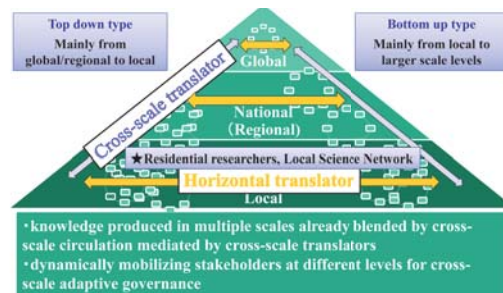 Top down type
Mainly from
global/regional to local
Bottom up type
Mainly from local to
larger scale levels
Cross-scale translator
Global
National
(Regional)
★Residential researchers, Local Science Network
Horizontal translator
Local
・knowledge produced in multiple scales already blended by cross-
scale circulation mediated by cross-scale translators
・dynamically mobilizing stakeholders at different levels for cross-
scale adaptive governance